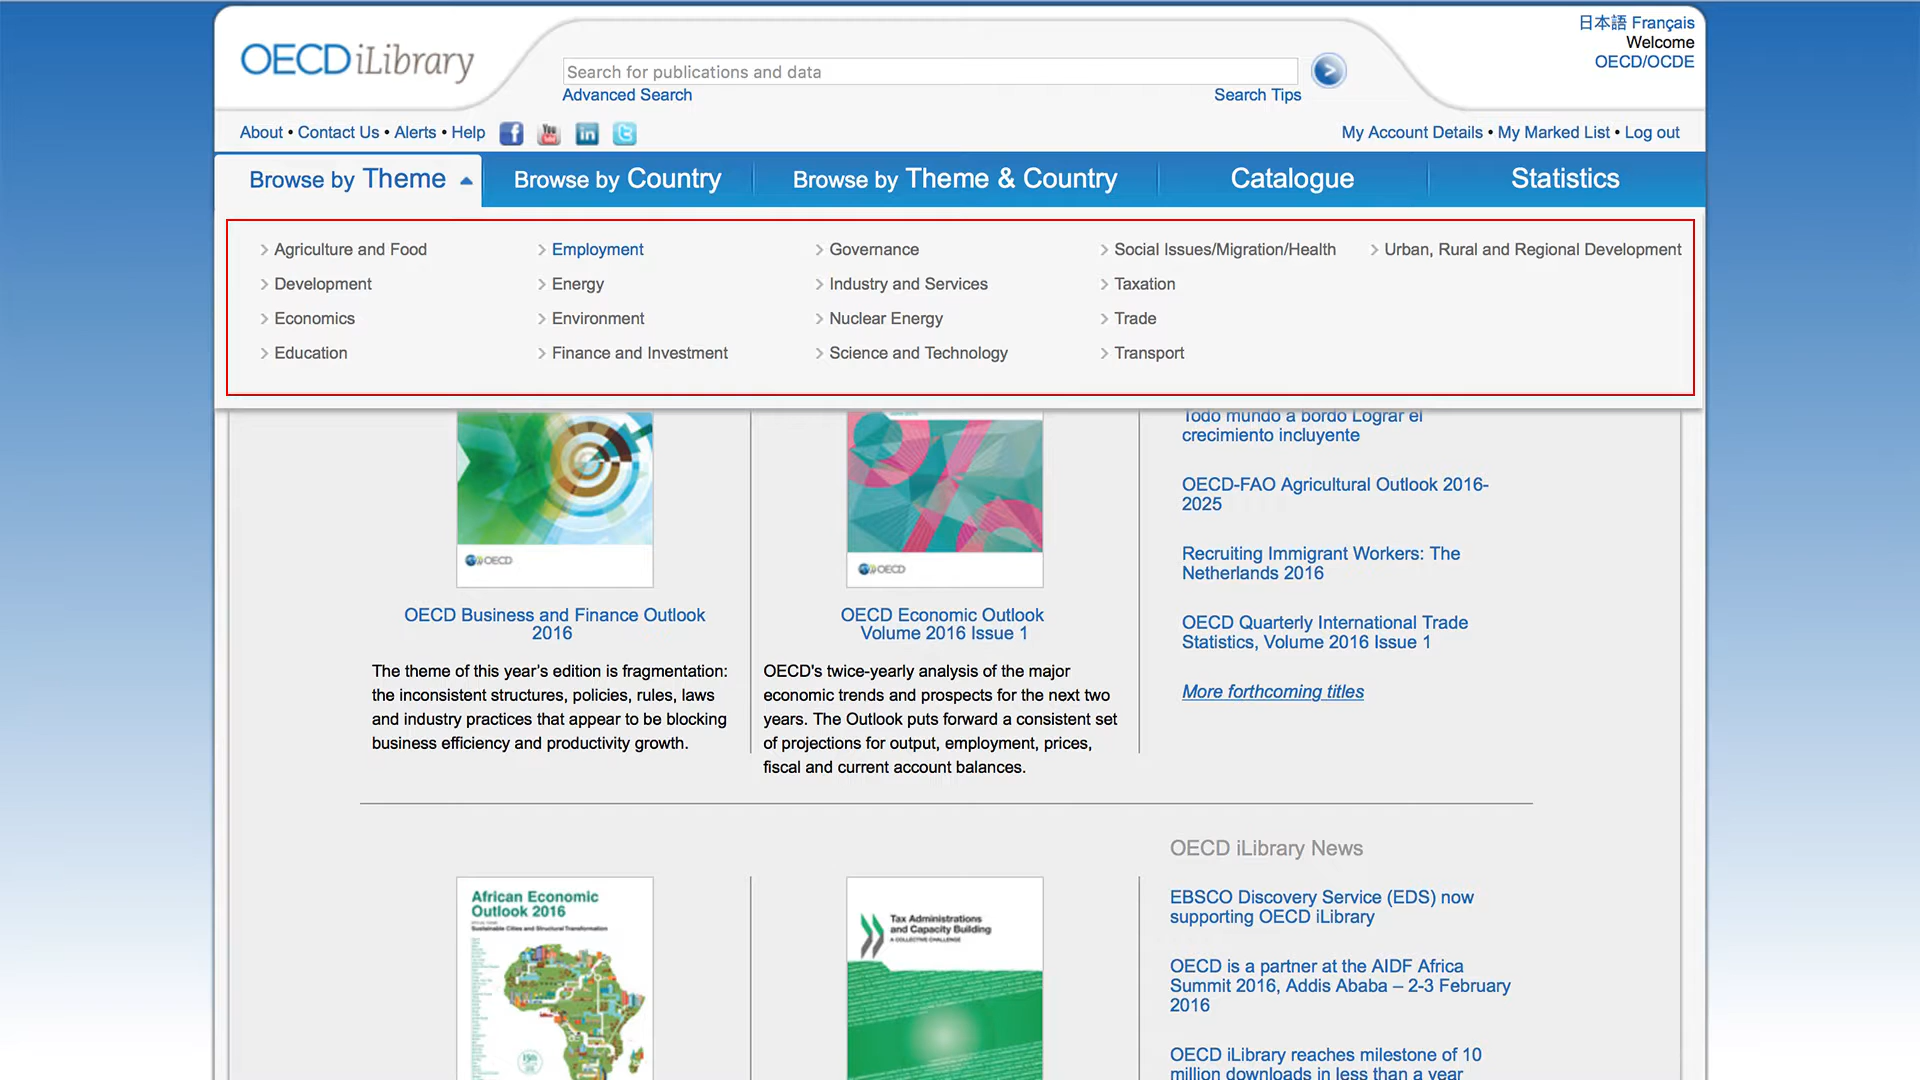 日本語 Français
OECD iLibrary
Welcome
Search for publications and data
OECD/OCDE
Advanced Search
Search Tips
About • Contact Us • Alerts • Help
My Account Details • My Marked List • Log out
Browse by Theme
Browse by Country
Browse by Theme & Country
Catalogue
Statistics
Agriculture and Food
Development
Economics
Education
Employment
Energy
Environment
Finance and Investment
Governance
Industry and Services
Nuclear Energy
Science and Technology
Social Issues/Migration/Health
Taxation
Trade
Transport
Urban, Rural and Regional Development
OECD
OECD Business and Finance Outlook
2016
The theme of this year's edition is fragmentation:
the inconsistent structures, policies, rules, laws
and industry practices that appear to be blocking
business efficiency and productivity growth.
OECD
OECD Economic Outlook
Volume 2016 Issue 1
OECD's twice-yearly analysis of the major
economic trends and prospects for the next two
years. The Outlook puts forward a consistent set
of projections for output, employment, prices,
fiscal and current account balances.
Todo mundo a bordo Lograr el
crecimiento incluyente
OECD-FAO Agricultural Outlook 2016-
2025
Recruiting Immigrant Workers: The
Netherlands 2016
OECD Quarterly International Trade
Statistics, Volume 2016 Issue 1
More forthcoming titles
African Economic
Outlook 2016
Sustainable Cities and Structural Transformation
Tax Administrations
and Capacity Building
A COLLECTIVE CHALLENGE
OECD iLibrary News
EBSCO Discovery Service (EDS) now
supporting OECD iLibrary
OECD is a partner at the AIDF Africa
Summit 2016, Addis Ababa – 2-3 February
2016
OECD iLibrary reaches milestone of 10
million downloads in less than a year